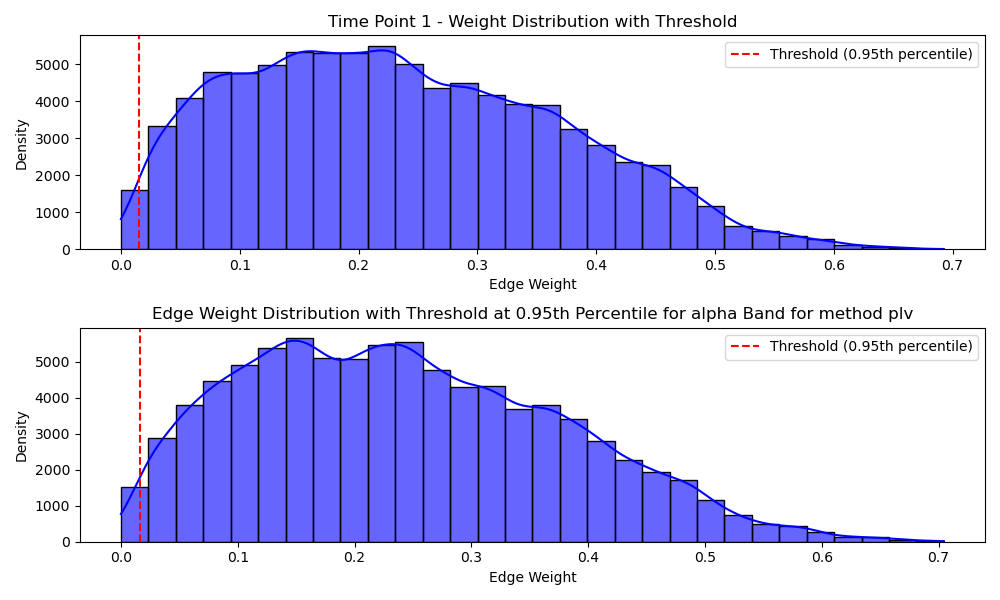 Time Point 1 - Weight Distribution with Threshold
Threshold (0.95th percentile)
Density
5000
4000
3000
2000
1000
0
0.0 0.1 0.2 0.3 0.4 0.5 0.6 0.7
Edge Weight
Edge Weight Distribution with Threshold at 0.95th Percentile for alpha Band for method plv
Threshold (0.95th percentile)
Density
5000
4000
3000
2000
1000
0
0.0 0.1 0.2 0.3 0.4 0.5 0.6 0.7
Edge Weight